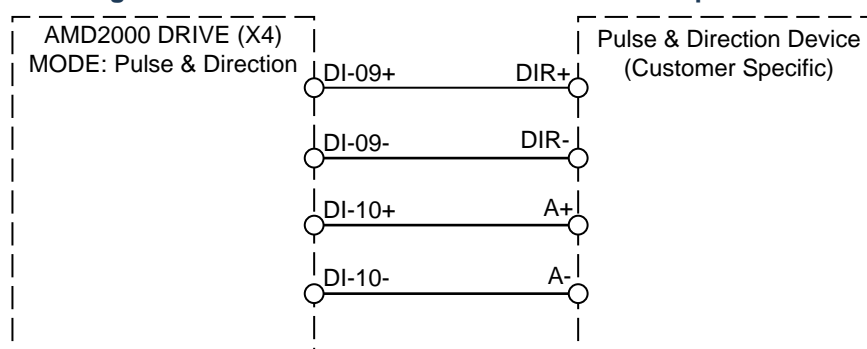 AMD2000 DRIVE (X4)
MODE: Pulse & Direction
Pulse & Direction Device
(Customer Specific)
DI-09+ DIR+
DI-09- DIR-
DI-10+ A+
DI-10- A-